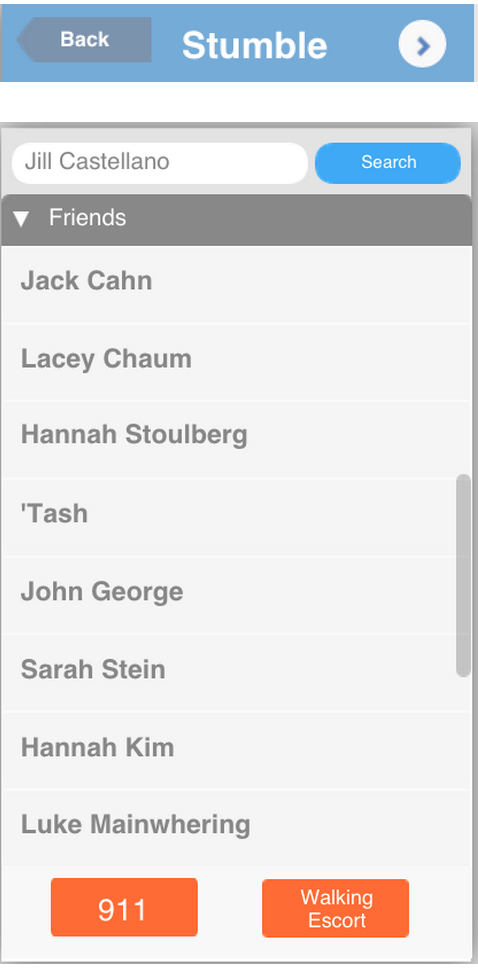 Back
Stumble
Jill Castellano
Search
Friends
Jack Cahn
Lacey Chaum
Hannah Stoulberg
'Tash
John George
Sarah Stein
Hannah Kim
Luke Mainwhering
911
Walking
Escort